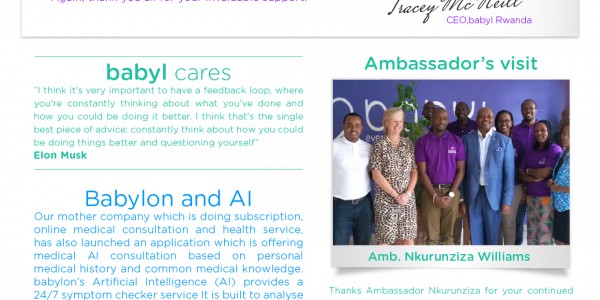 Again, thank you all for your invaluable support.
Tracey Mc Neill
CEO,babyl Rwanda
babyl cares
"I think it's very important to have a feedback loop, where
you're constantly thinking about what you've done and
how you could be doing it better. I think that's the single
best piece of advice: constantly think about how you could
be doing things better and questioning yourself"
Elon Musk
Babylon and AI
Our mother company which is doing subscription,
online medical consultation and health service,
has also launched an application which is offering
medical AI consultation based on personal
medical history and common medical knowledge.
babylon's Artificial Intelligence (AI) provides a
24/7 symptom checker service It is built to analyse
Ambassador's visit
Amb. Nkurunziza Williams
Thanks Ambassador Nkurunziza for your continued